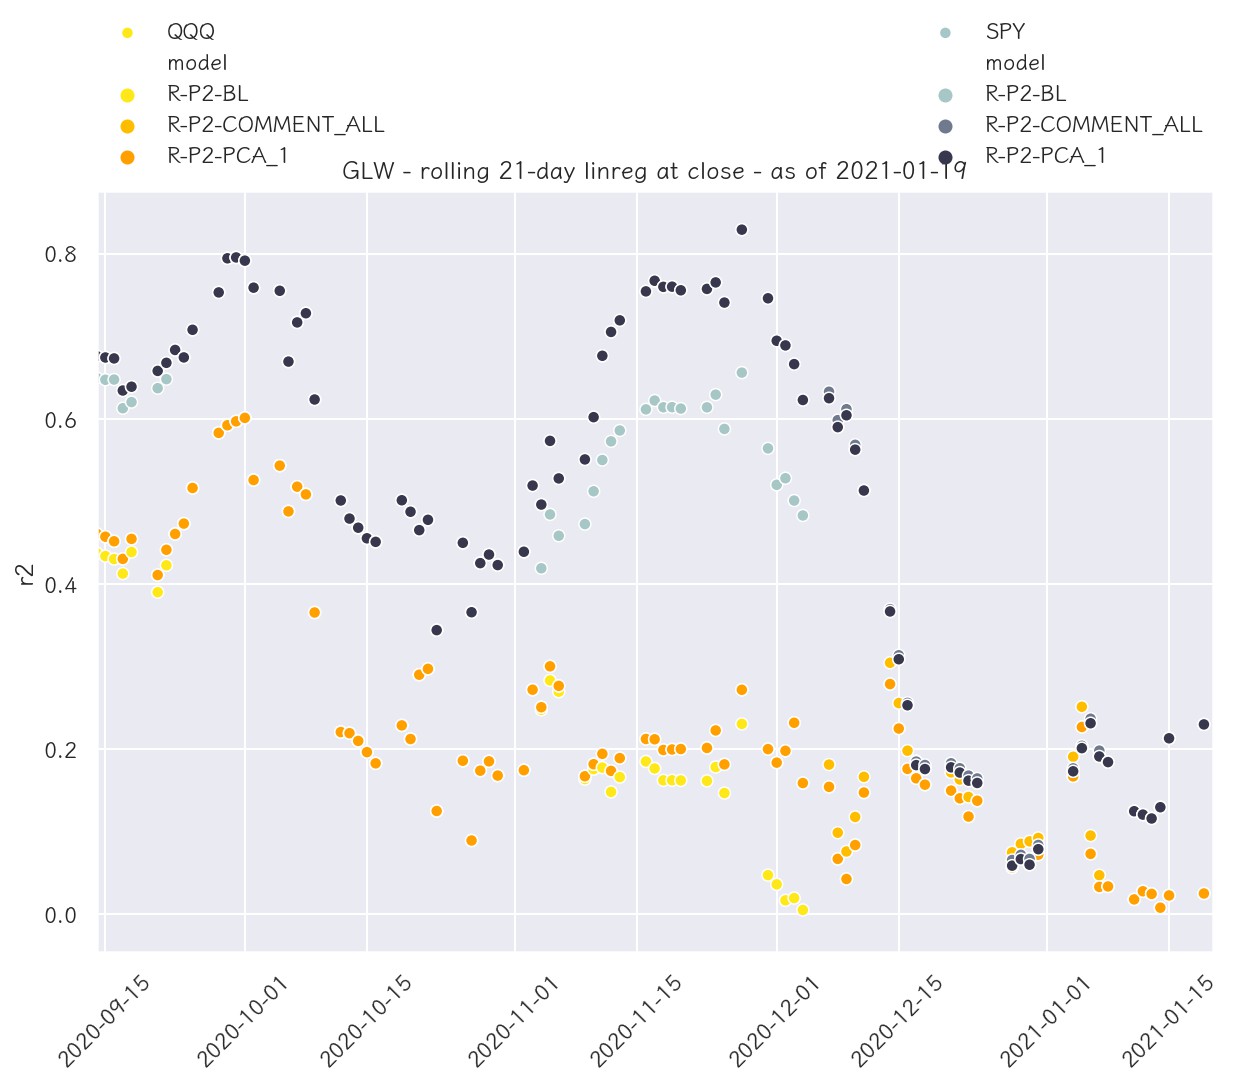 QQQ
model
R-P2-BL
R-P2-COMMENT_ALL
R-P2-PCA_1
SPY
model
R-P2-BL
R-P2-COMMENT_ALL
R-P2-PCA_1
GLW - rolling 21-day linreg at close - as of 2021-01-19
r2
0.8
0.6
0.4
0.2
0.0
2020-09-15
2020-10-01
2020-10-15
2020-11-01
2020-11-15
2020-12-01
2020-12-15
2021-01-01
2021-01-15